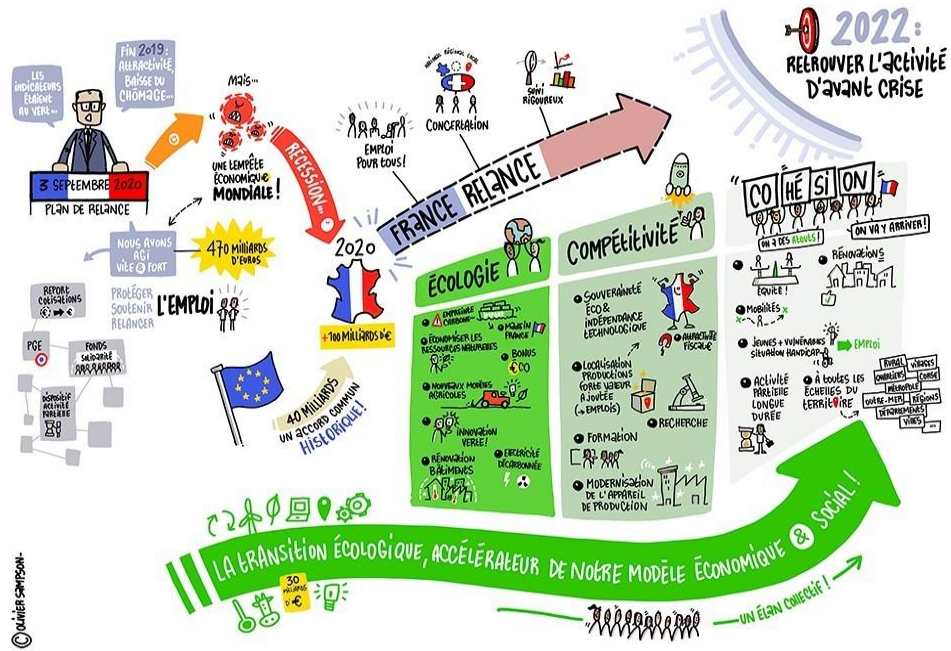 LES
INDICATEURS
ÉTAIENT
AU VERT...
FIN 2019:
ATTRACTIVITÉ,
BAISSE DU
CHÔMAGE...
3 SEPTEMBRE 2020
PLAN DE RELANCE
MAIS...
UNE TEMPÊTE
ÉCONOMIQUE
MONDIALE !
RÉCESSION...
NOUS AVONS
AGI
VITE & FORT
470 MILLIARDS
D'EUROS
PROTÉGER
SOUTENIR
RELANCER
L'EMPLOI
REPORT
COTISATIONS
€ → €
PGE
FONDS
SOLIDARITÉ
DISPOSITIF
ACTIVITÉ
PARTIELLE
2020
+100 MILLIARDS D'€
40 MILLIARDS
UN ACCORD COMMUN
HISTORIQUE !
EMPLOI
POUR TOUS !
NATIONAL RÉGIONAL LOCAL
CONCERTATION
SUIVI
RIGOUREUX
FRANCE RELANCE
2022:
RETROUVER L'ACTIVITÉ
D'AVANT CRISE
ÉCOLOGIE
EMPREINTE
CARBONE
MADE IN
FRANCE !
ÉCONOMISER LES
RESSOURCES NATURELLES
BONUS
ÉCO
NOUVEAUX MODÈLES
AGRICOLES
INNOVATION
VERTE !
RÉNOVATION
BÂTIMENTS
ELECTRICITÉ
DÉCARBONNÉE
COMPÉTITIVITÉ
SOUVERAINETÉ
ÉCO &
INDÉPENDANCE
TECHNOLOGIQUE
ATTRACTIVITÉ
FISCALE
LOCALISATION
PRODUCTIONS
FORTE VALEUR
AJOUTÉE
(→ EMPLOIS)
RECHERCHE
FORMATION
MODERNISATION
DE L'APPAREIL
DE PRODUCTION
"COHÉSION"
ON A DES ATOUTS !
ON VA Y ARRIVER !
ÉQUITÉ !
RÉNOVATIONS
MOBILITÉS
JEUNES + VULNÉRABLES
SITUATION HANDICAP
EMPLOI
ACTIVITÉ
PARTIELLE
LONGUE
DURÉE
À TOUTES LES
ÉCHELLES DU
TERRITOIRE
RURAL
VILLAGES
QUARTIERS
CORSE
MÉTROPOLE
OUTRE-MER
RÉGIONS
DÉPARTEMENTS
VILLES
...
LA TRANSITION ÉCOLOGIQUE, ACCÉLÉRATEUR DE NOTRE MODÈLE ÉCONOMIQUE & SOCIAL !
30
MILLIARDS
D'€
UN ÉLAN COLLECTIF !
© OLIVIER SAMPSON-